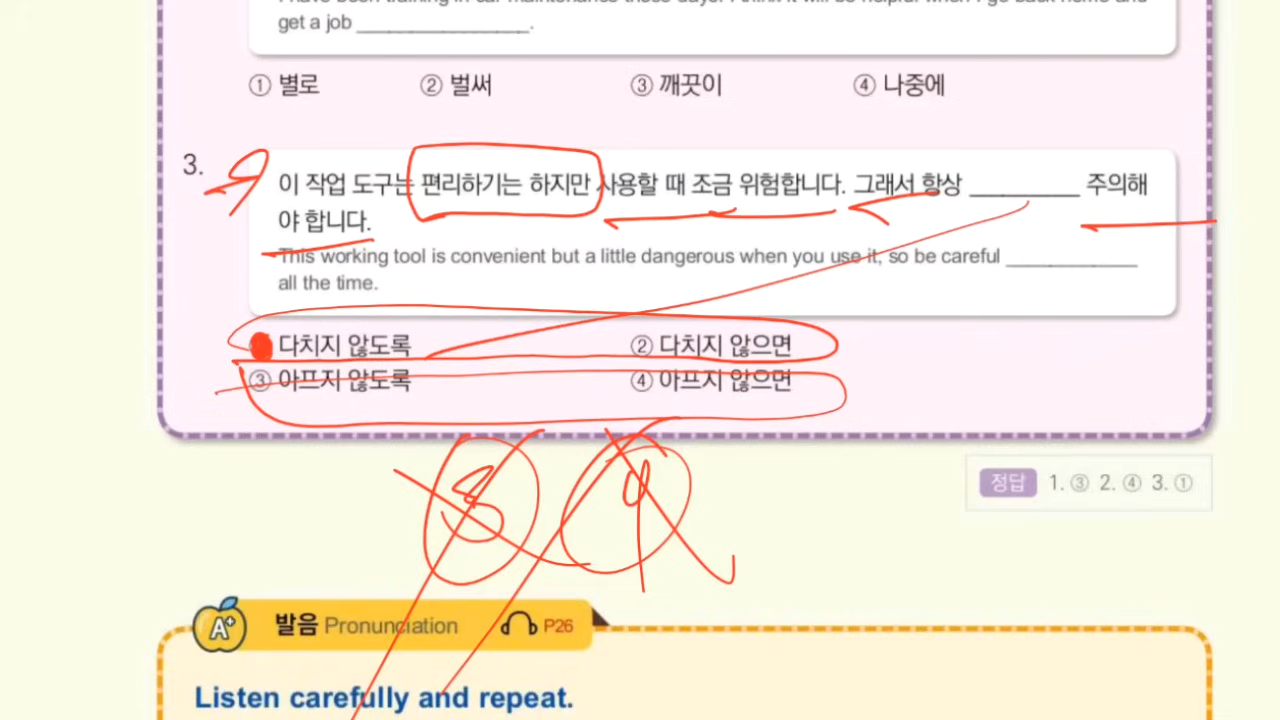 get a job ________________.
① 별로 ② 벌써 ③ 깨끗이 ④ 나중에
3.
이 작업 도구는 편리하기는 하지만 사용할 때 조금 위험합니다. 그래서 항상 __________ 주의해
야 합니다.
This working tool is convenient but a little dangerous when you use it, so be careful ____________
all the time.
다치지 않도록 ② 다치지 않으면
③ 아프지 않도록 ④ 아프지 않으면
정답 1. ③ 2. ④ 3. ①
A+ 발음 Pronunciation P26
Listen carefully and repeat.